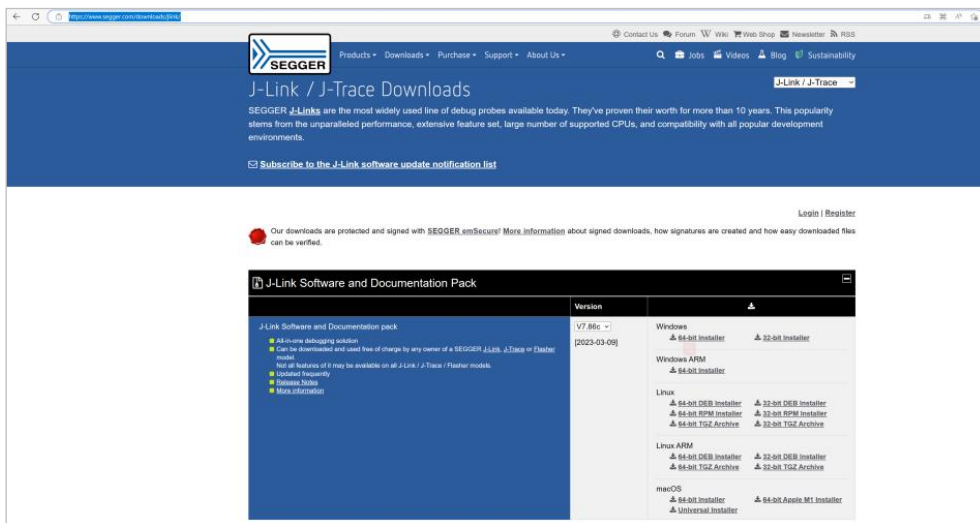 https://www.segger.com/downloads/jlink/
Contact Us Forum Wiki Web Shop Newsletter RSS
SEGGER
Products Downloads Purchase Support About Us
Jobs Videos Blog Sustainability
J-Link / J-Trace Downloads
J-Link / J-Trace
SEGGER J-Links are the most widely used line of debug probes available today. They've proven their worth for more than 10 years. This popularity
stems from the unparalleled performance, extensive feature set, large number of supported CPUs, and compatibility with all popular development
environments.
Subscribe to the J-Link software update notification list
Login | Register
Our downloads are protected and signed with SEGGER emSecure! More information about signed downloads, how signatures are created and how easy downloaded files
can be verified.
J-Link Software and Documentation Pack
Version
J-Link Software and Documentation pack
All-in-one debugging solution
Can be downloaded and used free of charge by any owner of a SEGGER J-Link, J-Trace or Flasher
model.
Not all features of it may be available on all J-Link / J-Trace / Flasher models.
Updated frequently
Release Notes
More information
V7.86c
[2023-03-09]
Windows
64-bit Installer 32-bit Installer
Windows ARM
64-bit Installer
Linux
64-bit DEB Installer 32-bit DEB Installer
64-bit RPM Installer 32-bit RPM Installer
64-bit TGZ Archive 32-bit TGZ Archive
Linux ARM
64-bit DEB Installer 32-bit DEB Installer
64-bit TGZ Archive 32-bit TGZ Archive
macOS
64-bit Installer 64-bit Apple M1 Installer
Universal Installer